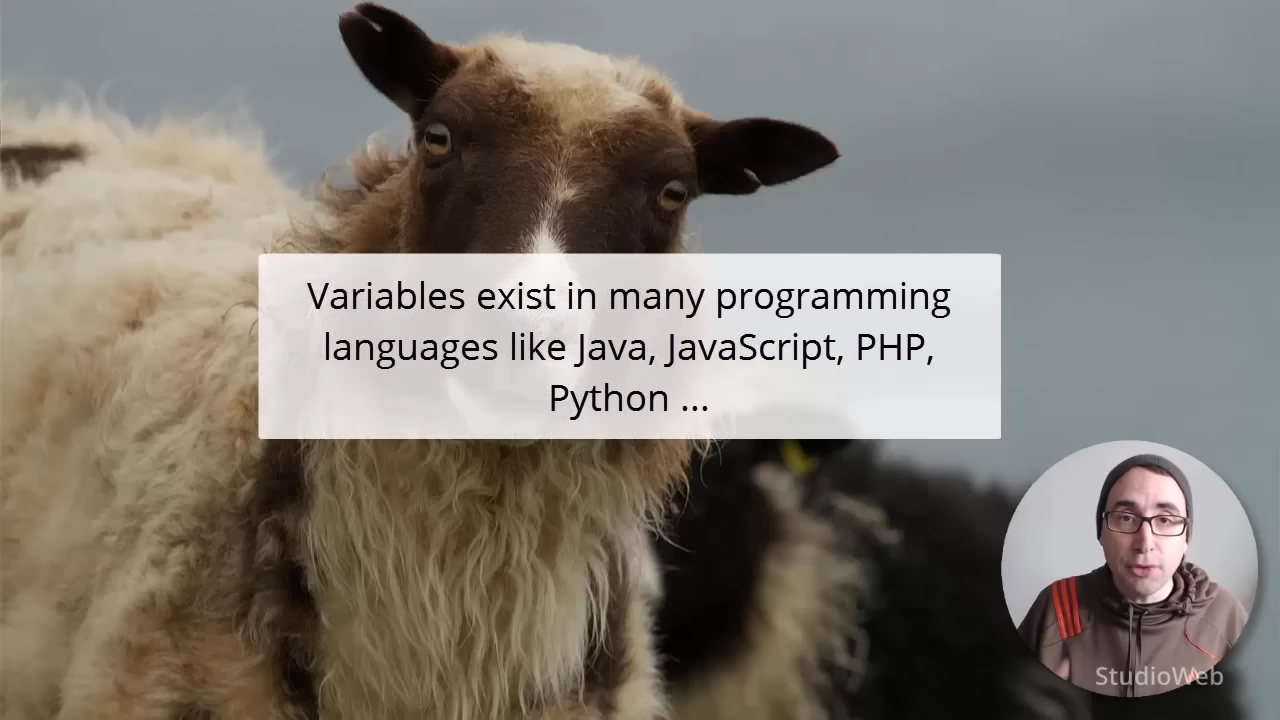 Variables exist in many programming
languages like Java, JavaScript, PHP,
Python ...
StudioWeb